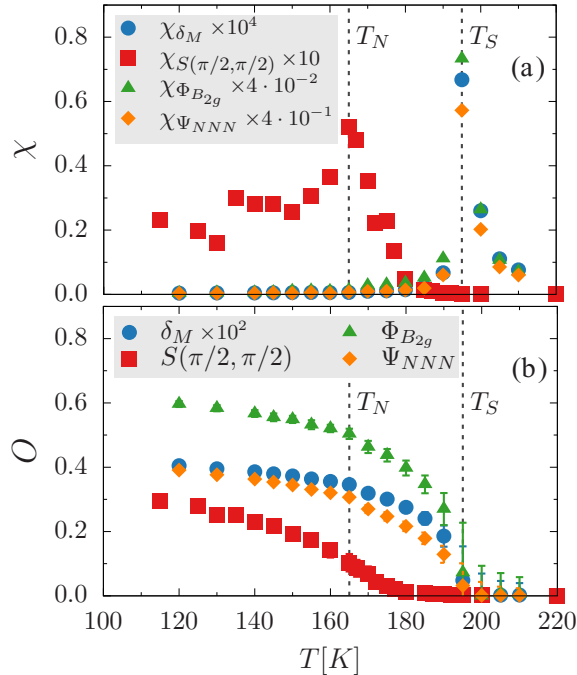 0.8
0.6
0.4
0.2
0.0
χ
χ_{δ_M} ×10^4
χ_{S(π/2,π/2)} ×10
χ_{Φ_{B_{2g}}} ×4 · 10^{-2}
χ_{Ψ_{NNN}} ×4 · 10^{-1}
T_N
T_S
(a)
0.8
0.6
0.4
0.2
0.0
O
δ_M ×10^2
S(π/2, π/2)
Φ_{B_{2g}}
Ψ_{NNN}
(b)
T_N
T_S
100 120 140 160 180 200 220
T[K]